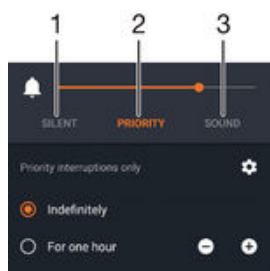 1 2 3
SILENT PRIORITY SOUND
Priority interruptions only
Indefinitely
For one hour